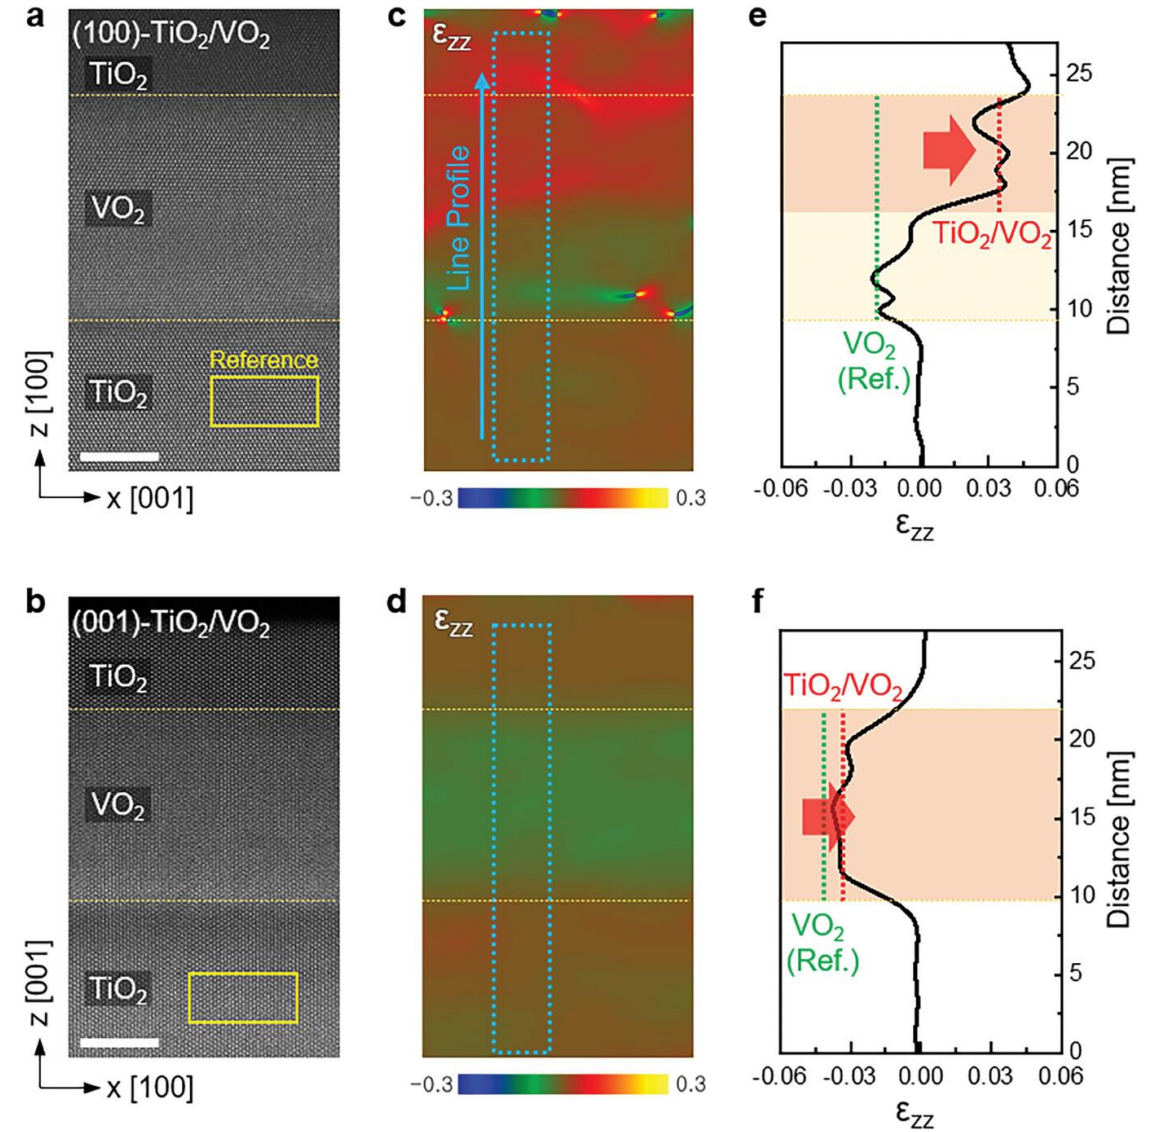 a
(100)-TiO₂/VO₂
TiO₂
VO₂
Reference
TiO₂
z [100]
x [001]
c
εzz
Line Profile
−0.3
0.3
e
25
20
15
10
5
0
TiO₂/VO₂
VO₂
(Ref.)
Distance [nm]
-0.06 -0.03 0.00 0.03 0.06
εzz
b
(001)-TiO₂/VO₂
TiO₂
VO₂
TiO₂
z [001]
x [100]
d
εzz
−0.3
0.3
f
25
20
15
10
5
0
TiO₂/VO₂
VO₂
(Ref.)
Distance [nm]
-0.06 -0.03 0.00 0.03 0.06
εzz